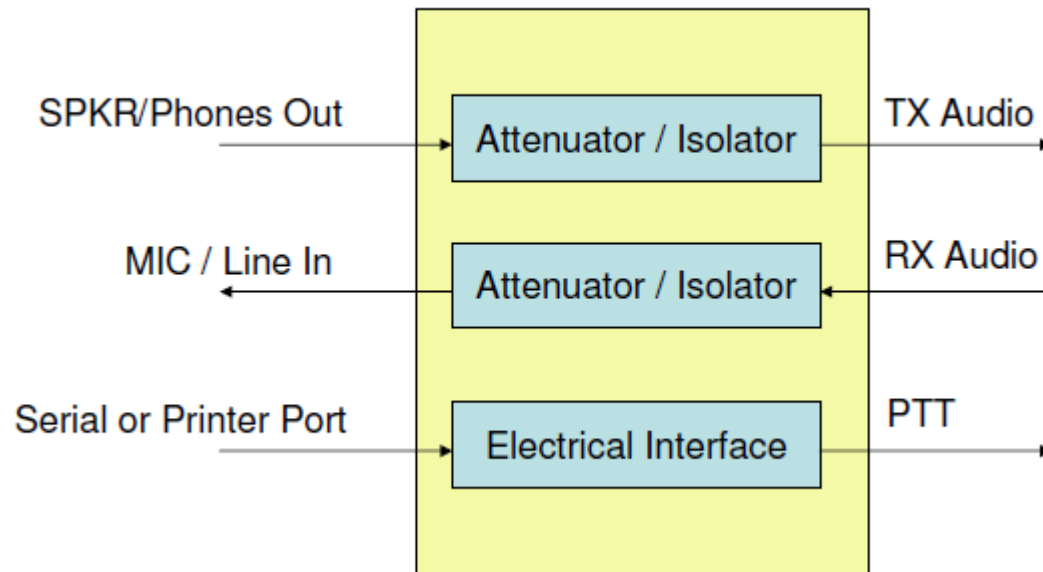 SPKR/Phones Out
Attenuator / Isolator
TX Audio
MIC / Line In
Attenuator / Isolator
RX Audio
Serial or Printer Port
Electrical Interface
PTT